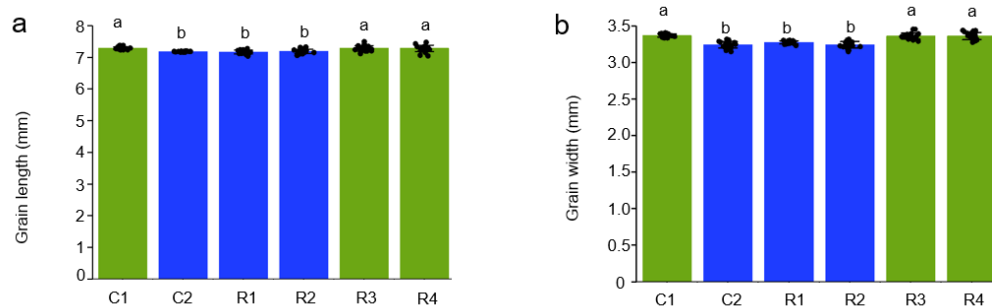 a
8
7
6
5
4
3
2
1
0
Grain length (mm)
a b b b a a
C1 C2 R1 R2 R3 R4
b
3.5
3.0
2.5
2.0
1.5
1.0
0.5
0
Grain width (mm)
a b b b a a
C1 C2 R1 R2 R3 R4